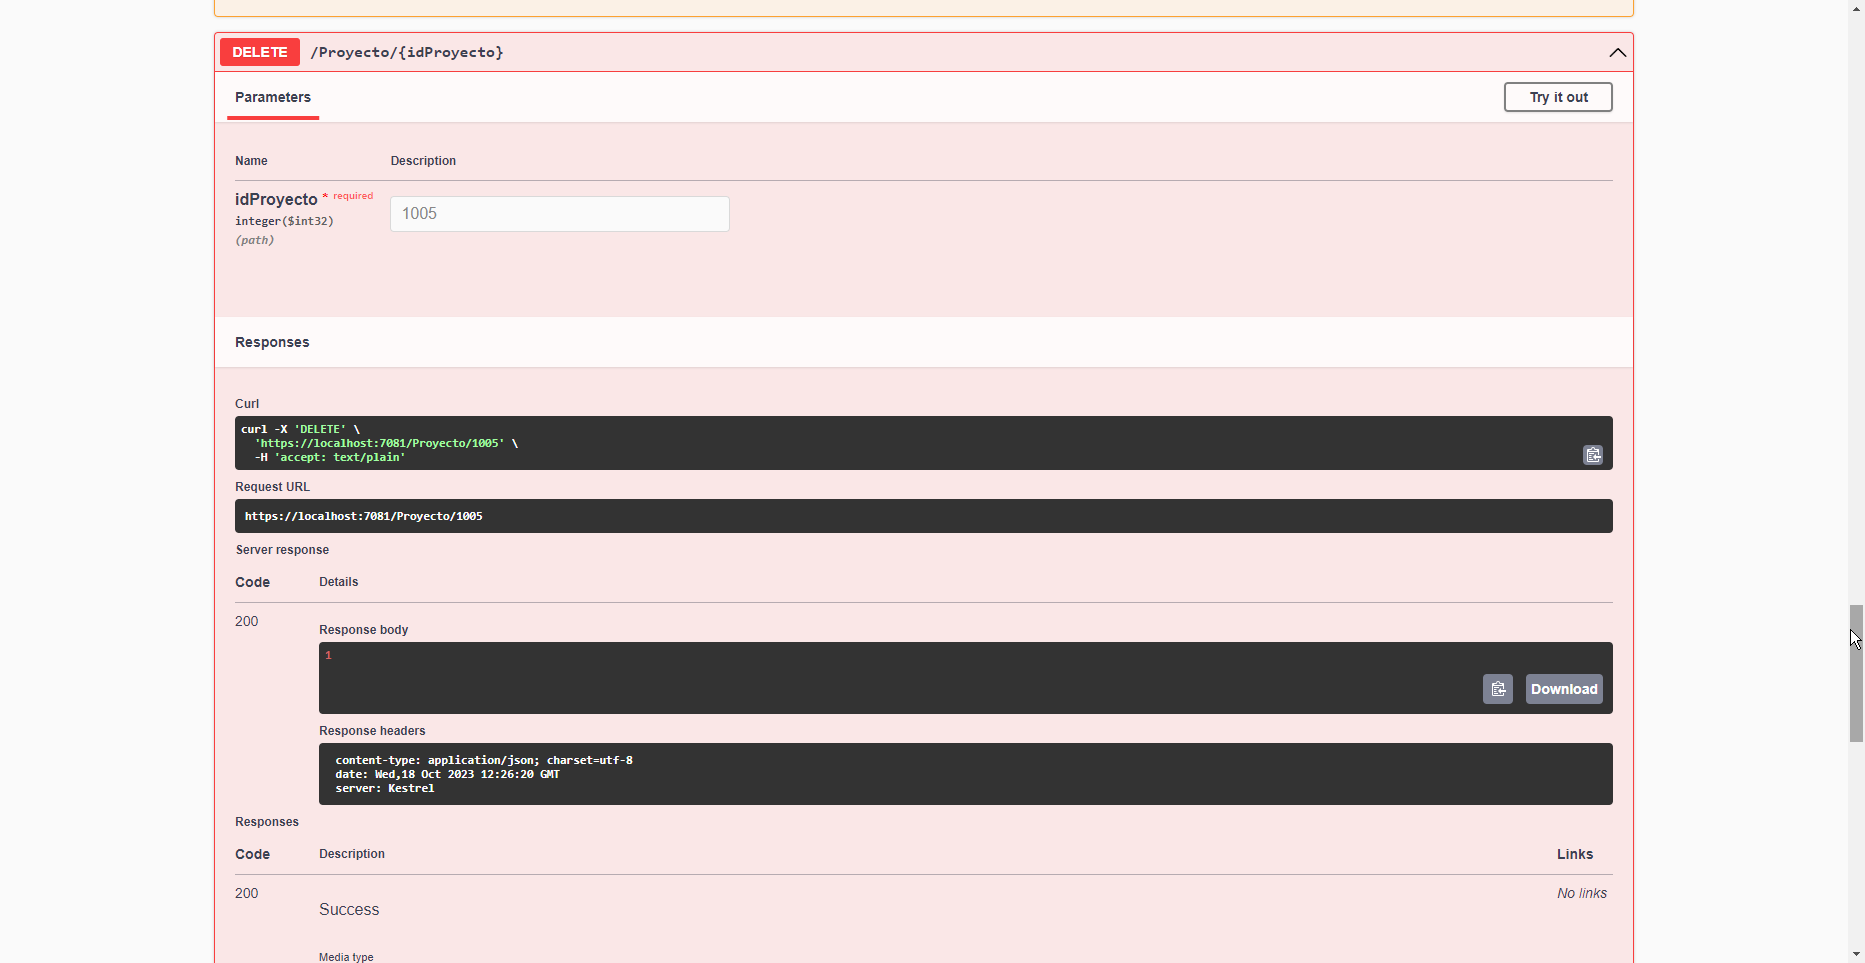 DELETE /Proyecto/{idProyecto}
Parameters
Try it out
Name Description
idProyecto * required
integer($int32)
(path)
1005
Responses
Curl
curl -X 'DELETE' \
'https://localhost:7081/Proyecto/1005' \
-H 'accept: text/plain'
Request URL
https://localhost:7081/Proyecto/1005
Server response
Code Details
200
Response body
1
Download
Response headers
content-type: application/json; charset=utf-8
date: Wed,18 Oct 2023 12:26:20 GMT
server: Kestrel
Responses
Code Description Links
200 No links
Success
Media type